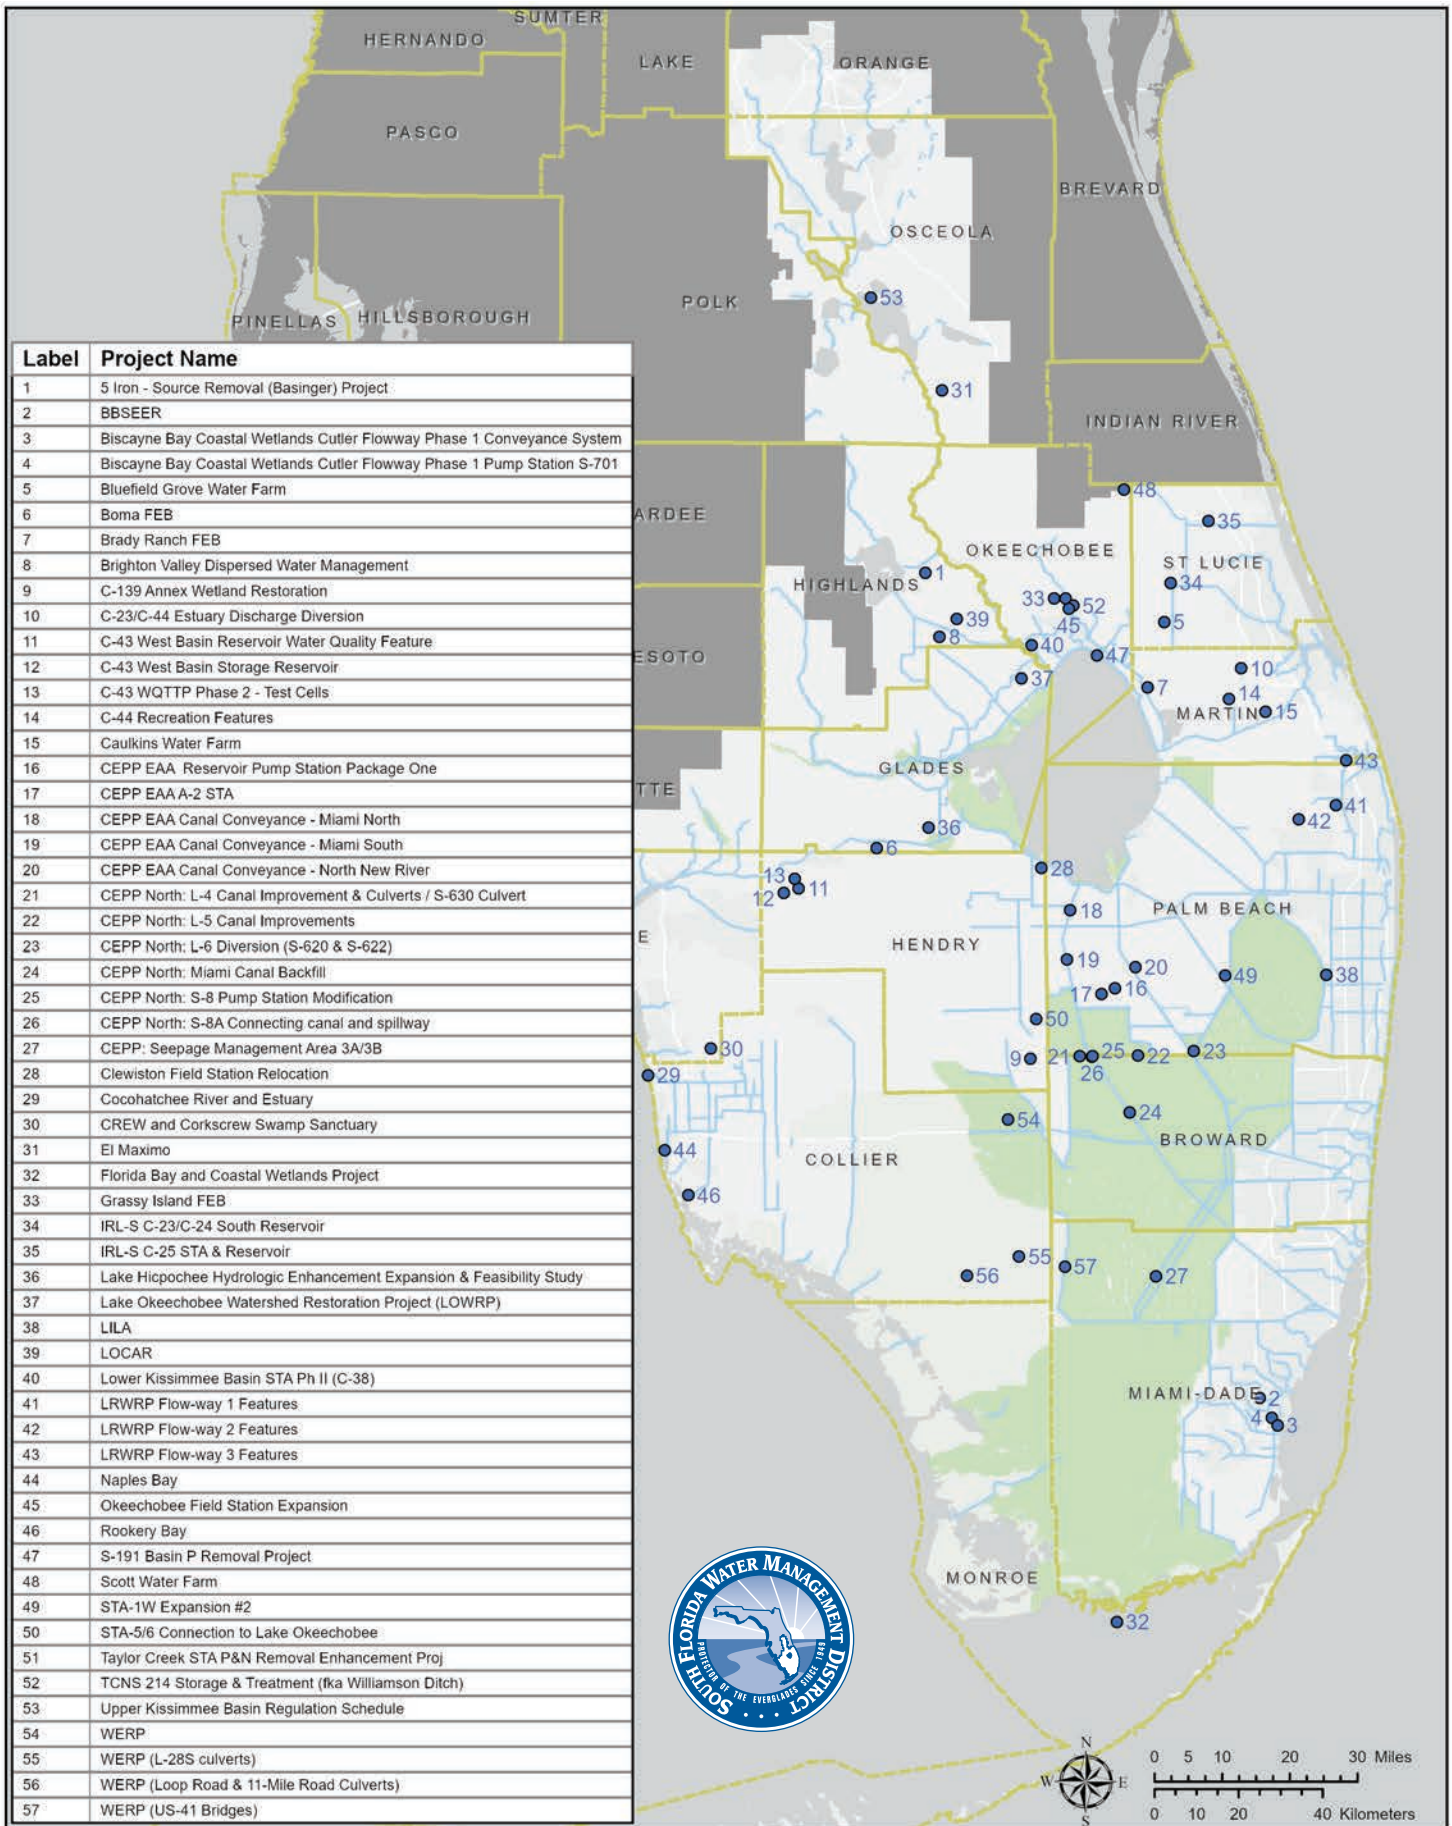 SUMTER
HERNANDO
LAKE
ORANGE
PASCO
BREVARD
OSCEOLA
POLK
53
PINELLAS
HILLSBOROUGH
31
INDIAN RIVER
Label Project Name
1 5 Iron - Source Removal (Basinger) Project
2 BBSEER
3 Biscayne Bay Coastal Wetlands Cutler Flowway Phase 1 Conveyance System
4 Biscayne Bay Coastal Wetlands Cutler Flowway Phase 1 Pump Station S-701
5 Bluefield Grove Water Farm
6 Boma FEB
7 Brady Ranch FEB
8 Brighton Valley Dispersed Water Management
9 C-139 Annex Wetland Restoration
10 C-23/C-44 Estuary Discharge Diversion
11 C-43 West Basin Reservoir Water Quality Feature
12 C-43 West Basin Storage Reservoir
13 C-43 WQTTP Phase 2 - Test Cells
14 C-44 Recreation Features
15 Caulkins Water Farm
16 CEPP EAA Reservoir Pump Station Package One
17 CEPP EAA A-2 STA
18 CEPP EAA Canal Conveyance - Miami North
19 CEPP EAA Canal Conveyance - Miami South
20 CEPP EAA Canal Conveyance - North New River
21 CEPP North: L-4 Canal Improvement & Culverts / S-630 Culvert
22 CEPP North: L-5 Canal Improvements
23 CEPP North: L-6 Diversion (S-620 & S-622)
24 CEPP North: Miami Canal Backfill
25 CEPP North: S-8 Pump Station Modification
26 CEPP North: S-8A Connecting canal and spillway
27 CEPP: Seepage Management Area 3A/3B
28 Clewiston Field Station Relocation
29 Cocohatchee River and Estuary
30 CREW and Corkscrew Swamp Sanctuary
31 El Maximo
32 Florida Bay and Coastal Wetlands Project
33 Grassy Island FEB
34 IRL-S C-23/C-24 South Reservoir
35 IRL-S C-25 STA & Reservoir
36 Lake Hicpochee Hydrologic Enhancement Expansion & Feasibility Study
37 Lake Okeechobee Watershed Restoration Project (LOWRP)
38 LILA
39 LOCAR
40 Lower Kissimmee Basin STA Ph II (C-38)
41 LRWRP Flow-way 1 Features
42 LRWRP Flow-way 2 Features
43 LRWRP Flow-way 3 Features
44 Naples Bay
45 Okeechobee Field Station Expansion
46 Rookery Bay
47 S-191 Basin P Removal Project
48 Scott Water Farm
49 STA-1W Expansion #2
50 STA-5/6 Connection to Lake Okeechobee
51 Taylor Creek STA P&N Removal Enhancement Proj
52 TCNS 214 Storage & Treatment (fka Williamson Ditch)
53 Upper Kissimmee Basin Regulation Schedule
54 WERP
55 WERP (L-28S culverts)
56 WERP (Loop Road & 11-Mile Road Culverts)
57 WERP (US-41 Bridges)
48
ARDEE
35
OKEECHOBEE
ST LUCIE
1
HIGHLANDS
34
33
52
39
45
5
8
40
ESOTO
47
10
37
7
14
MARTIN
15
43
GLADES
TTE
41
42
36
6
28
13
11
12
18
PALM BEACH
E
HENDRY
19
20
49
38
17
16
50
30
9
21
25
22
23
26
29
54
24
BROWARD
44
COLLIER
46
55
57
56
27
MIAMI-DADE
2
4
3
MONROE
32
SOUTH FLORIDA WATER MANAGEMENT DISTRICT
PROTECTOR OF THE EVERGLADES SINCE 1949
N
W
E
S
0 5 10 20 30 Miles
0 10 20 40 Kilometers